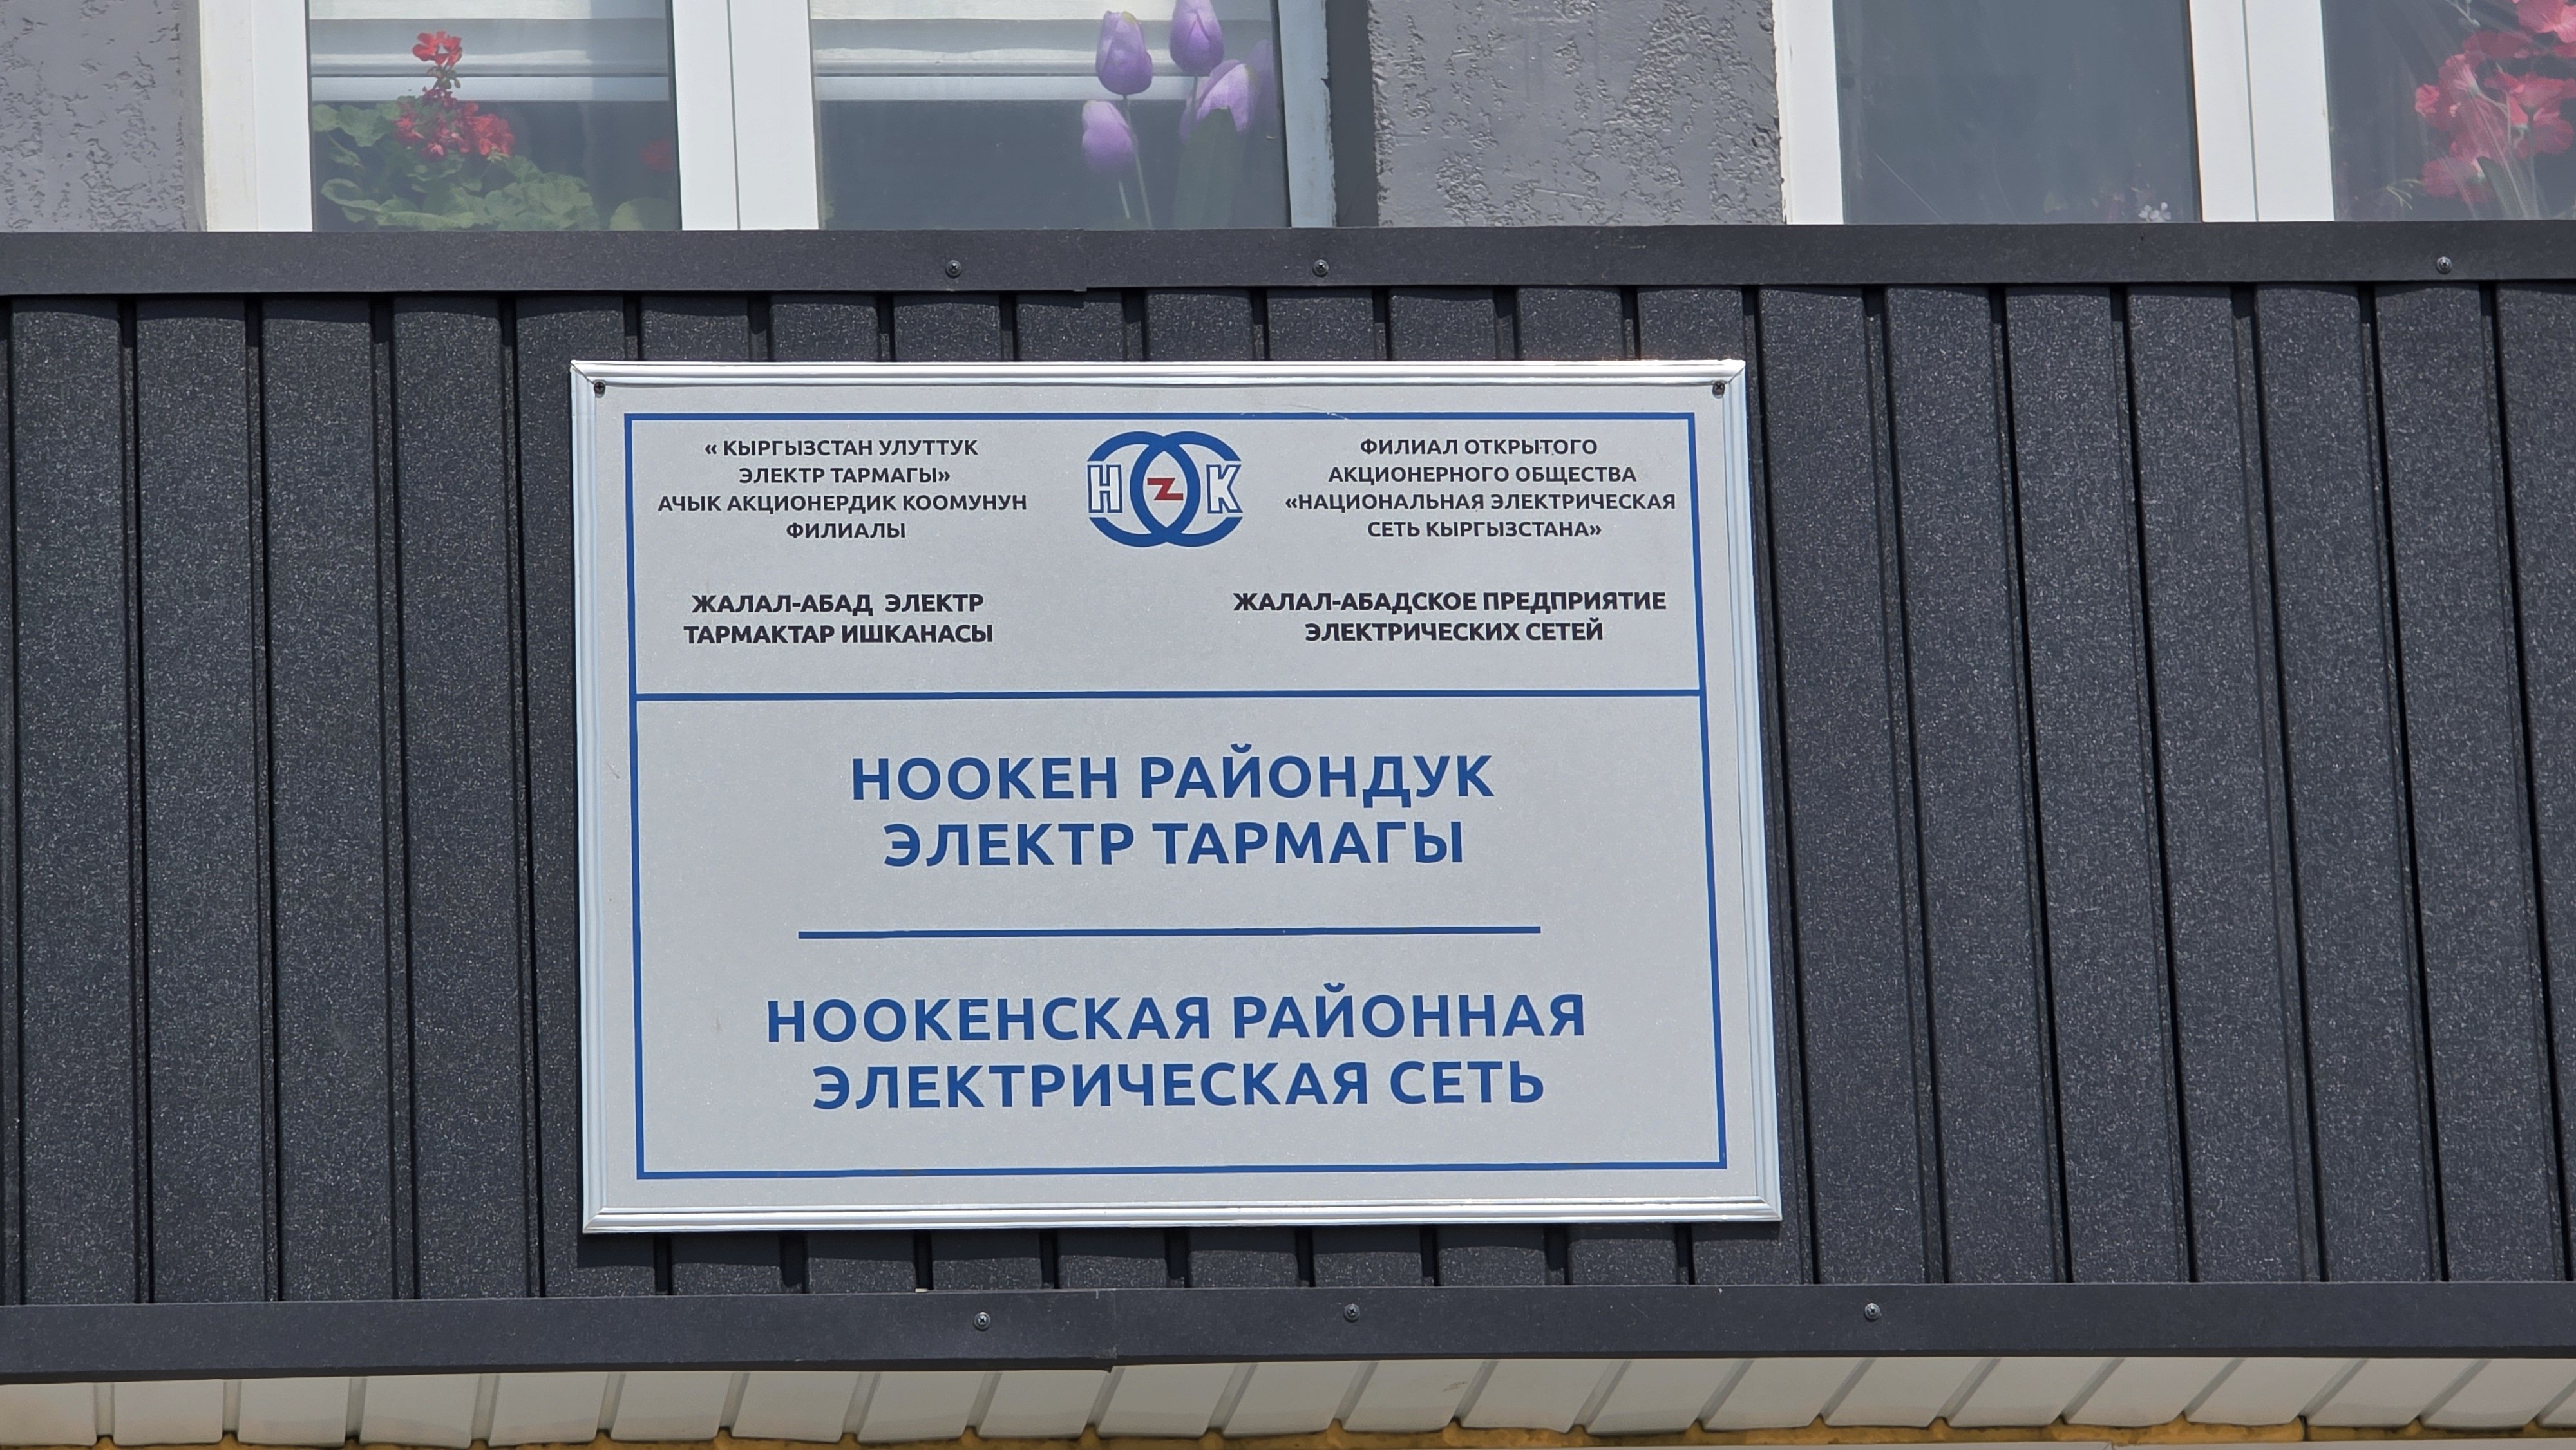 « КЫРГЫЗСТАН УЛУТТУК
ЭЛЕКТР ТАРМАГЫ»
АЧЫК АКЦИОНЕРДИК КООМУНУН
ФИЛИАЛЫ
ЖАЛАЛ-АБАД ЭЛЕКТР
ТАРМАКТАР ИШКАНАСЫ
Н К
ФИЛИАЛ ОТКРЫТОГО
АКЦИОНЕРНОГО ОБЩЕСТВА
«НАЦИОНАЛЬНАЯ ЭЛЕКТРИЧЕСКАЯ
СЕТЬ КЫРГЫЗСТАНА»
ЖАЛАЛ-АБАДСКОЕ ПРЕДПРИЯТИЕ
ЭЛЕКТРИЧЕСКИХ СЕТЕЙ
НООКЕН РАЙОНДУК
ЭЛЕКТР ТАРМАГЫ
НООКЕНСКАЯ РАЙОННАЯ
ЭЛЕКТРИЧЕСКАЯ СЕТЬ